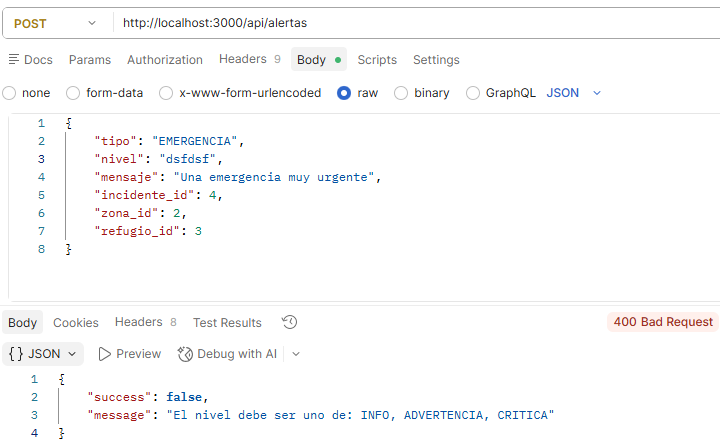 POST http://localhost:3000/api/alertas
Docs Params Authorization Headers 9 Body Scripts Settings
none form-data x-www-form-urlencoded raw binary GraphQL JSON
1 {
2 "tipo": "EMERGENCIA",
3 "nivel": "dsfdsf",
4 "mensaje": "Una emergencia muy urgente",
5 "incidente_id": 4,
6 "zona_id": 2,
7 "refugio_id": 3
8 }
Body Cookies Headers 8 Test Results 400 Bad Request
{} JSON Preview Debug with AI
1 {
2 "success": false,
3 "message": "El nivel debe ser uno de: INFO, ADVERTENCIA, CRITICA"
4 }